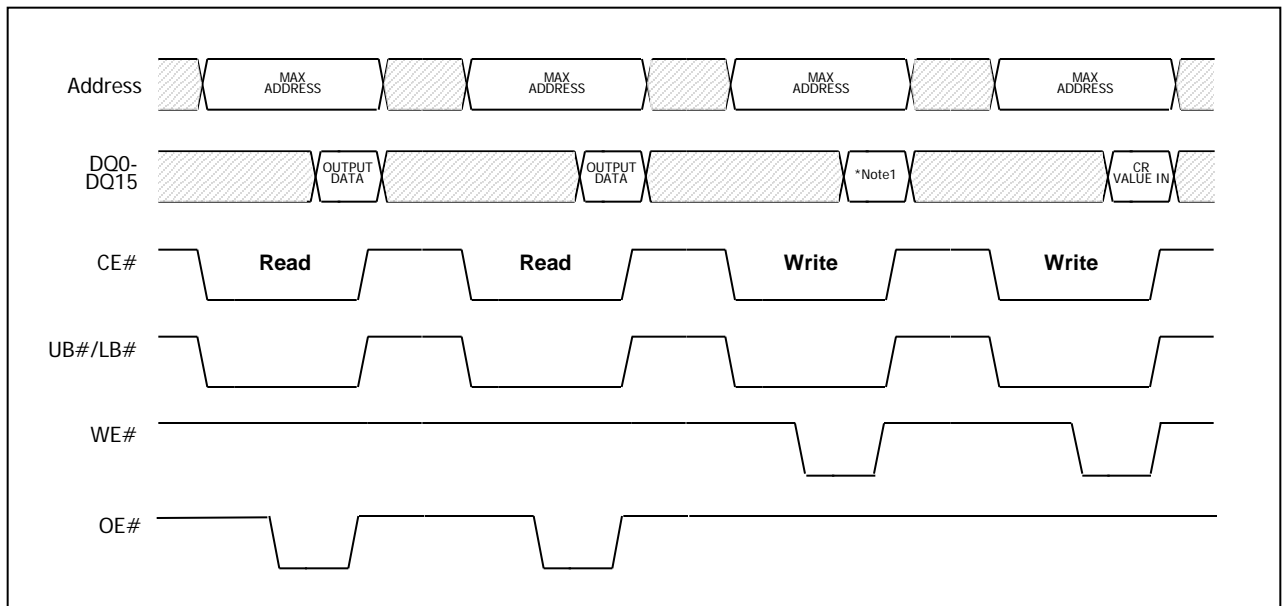 Address
MAX
ADDRESS
MAX
ADDRESS
MAX
ADDRESS
MAX
ADDRESS
DQ0-
DQ15
OUTPUT
DATA
OUTPUT
DATA
*Note1
CR
VALUE IN
CE#
Read
Read
Write
Write
UB#/LB#
WE#
OE#